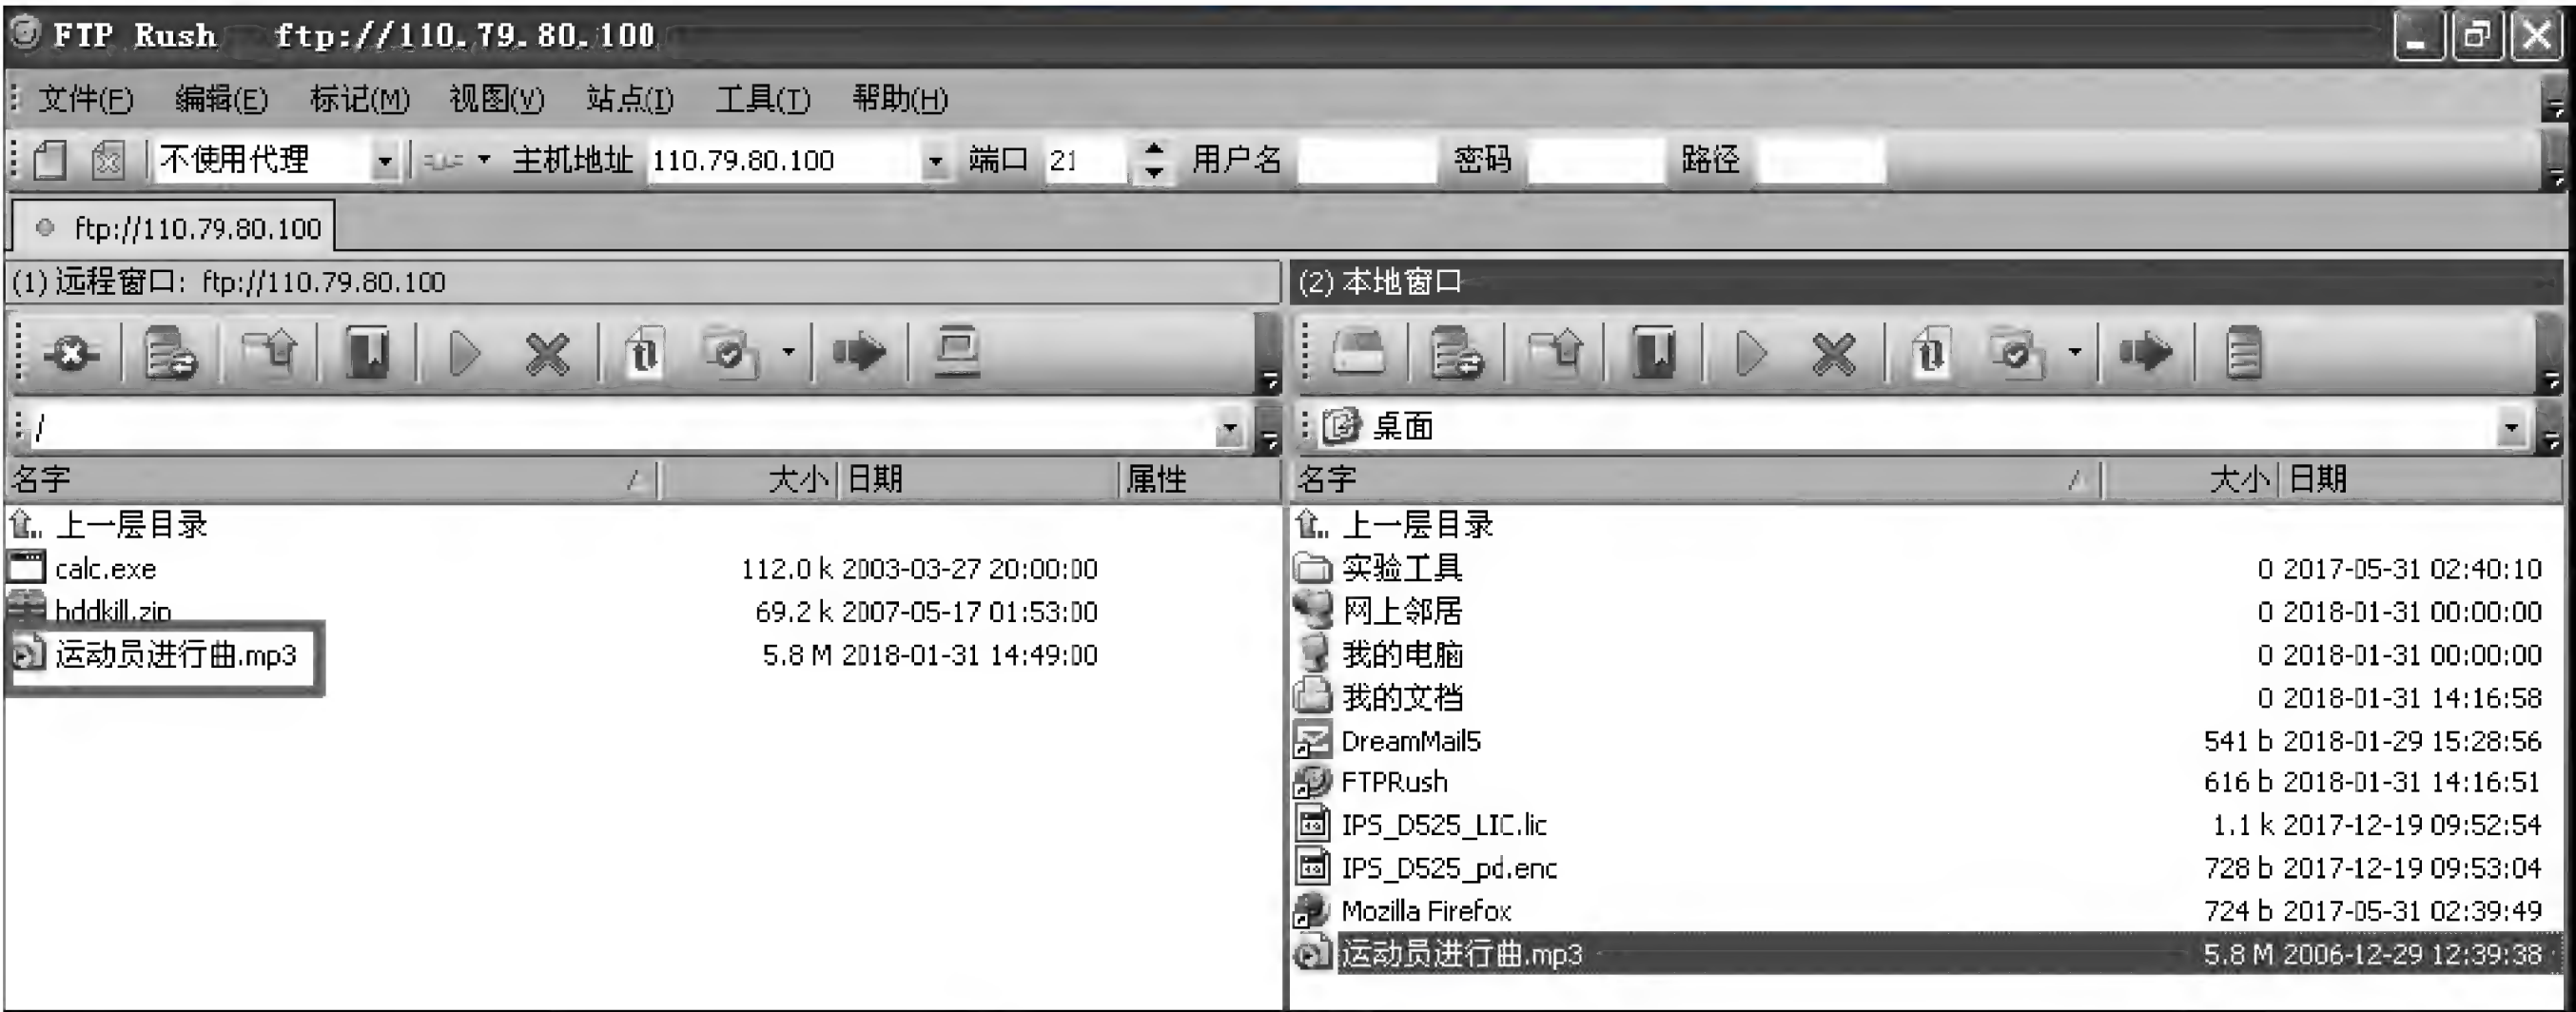 FTP Rush ftp://110.79.80.100
文件(F) 编辑(E) 标记(M) 视图(V) 站点(I) 工具(T) 帮助(H)
不使用代理 主机地址 110.79.80.100 端口 21 用户名 密码 路径
ftp://110.79.80.100
(1) 远程窗口: ftp://110.79.80.100
(2) 本地窗口
/
桌面
名字 大小 日期 属性
上一层目录
calc.exe 112.0 k 2003-03-27 20:00:00
hddkill.zip 69.2 k 2007-05-17 01:53:00
运动员进行曲.mp3 5.8 M 2018-01-31 14:49:00
名字 大小 日期
上一层目录
实验工具 0 2017-05-31 02:40:10
网上邻居 0 2018-01-31 00:00:00
我的电脑 0 2018-01-31 00:00:00
我的文档 0 2018-01-31 14:16:58
DreamMail5 541 b 2018-01-29 15:28:56
FTPRush 616 b 2018-01-31 14:16:51
IPS_D525_LIC.lic 1.1 k 2017-12-19 09:52:54
IPS_D525_pd.enc 728 b 2017-12-19 09:53:04
Mozilla Firefox 724 b 2017-05-31 02:39:49
运动员进行曲.mp3 5.8 M 2006-12-29 12:39:38